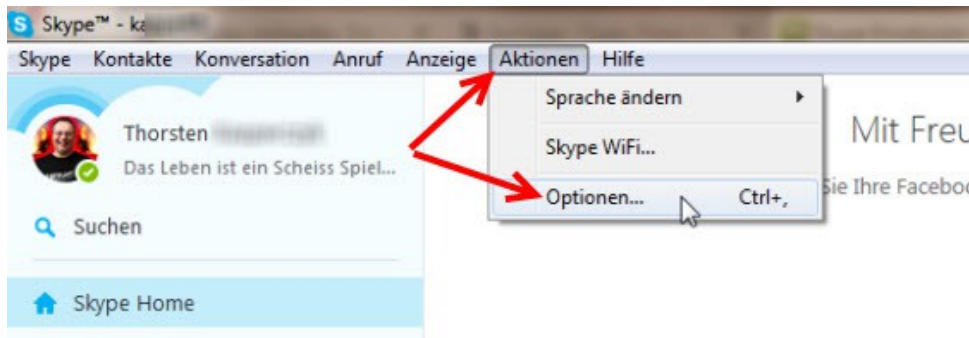 Skype™ -
Skype Kontakte Konversation Anruf Anzeige Aktionen Hilfe
Sprache ändern
Thorsten
Mit Freu
Skype WiFi...
Das Leben ist ein Scheiss Spiel...
Optionen... Ctrl+,
Sie Ihre Faceboo
Suchen
Skype Home